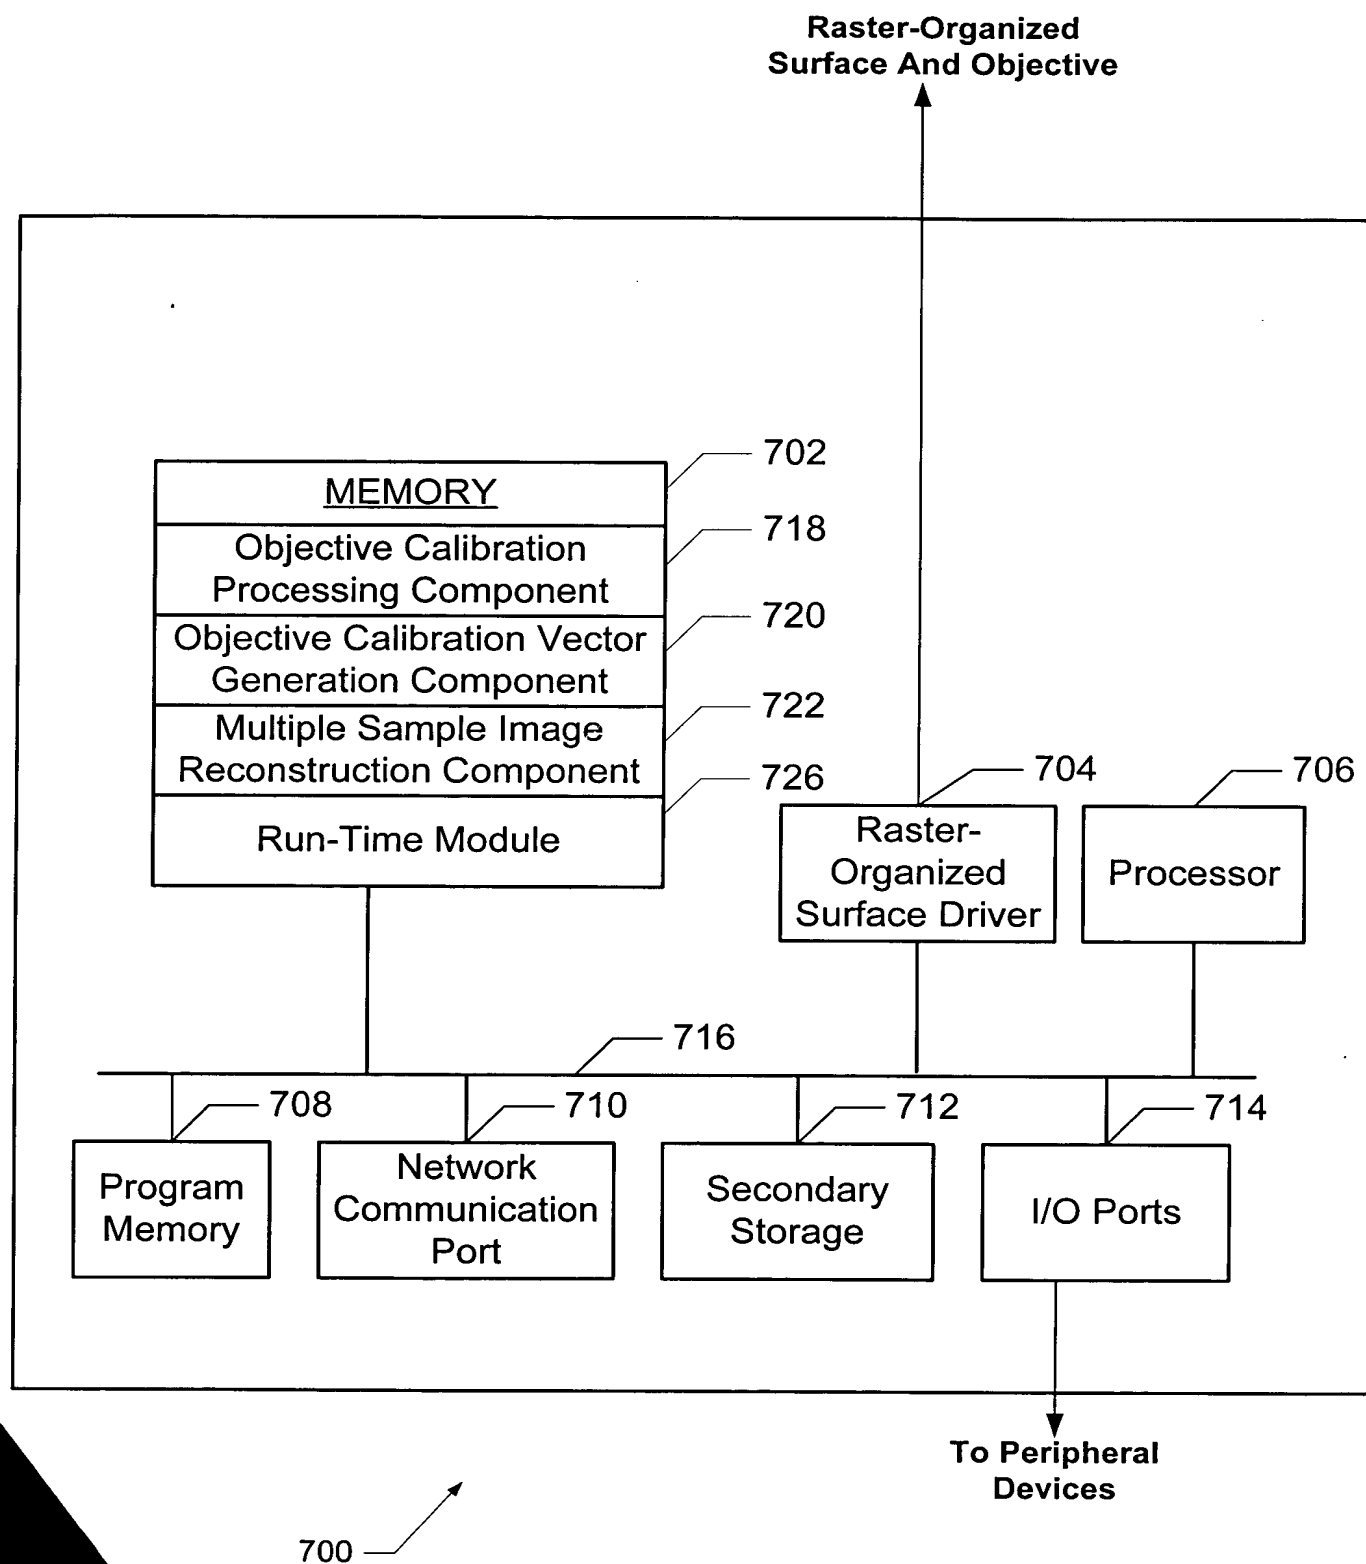 Raster-Organized
Surface And Objective
702
MEMORY
718
Objective Calibration
Processing Component
720
Objective Calibration Vector
Generation Component
722
Multiple Sample Image
Reconstruction Component
726
Run-Time Module
704
Raster-
Organized
Surface Driver
706
Processor
716
708
Program
Memory
710
Network
Communication
Port
712
Secondary
Storage
714
I/O Ports
To Peripheral
Devices
700